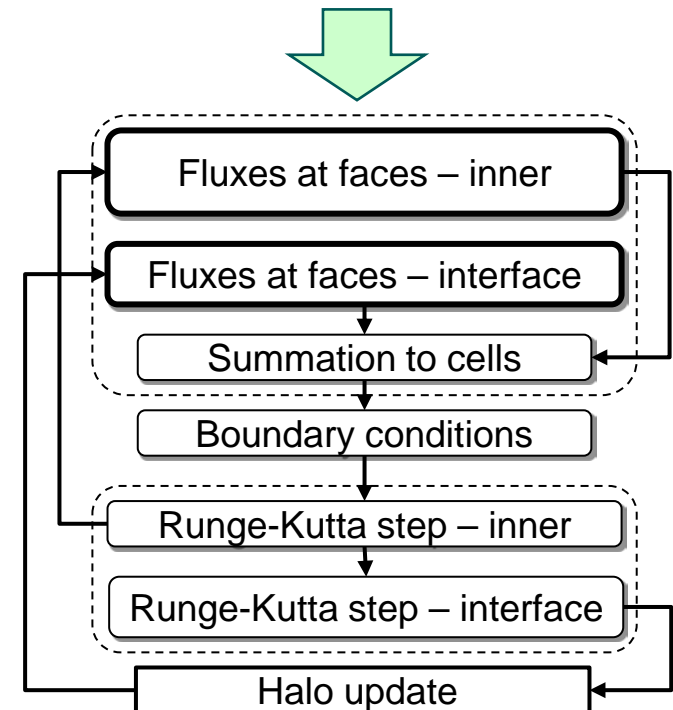 Fluxes at faces – inner
Fluxes at faces – interface
Summation to cells
Boundary conditions
Runge-Kutta step – inner
Runge-Kutta step – interface
Halo update